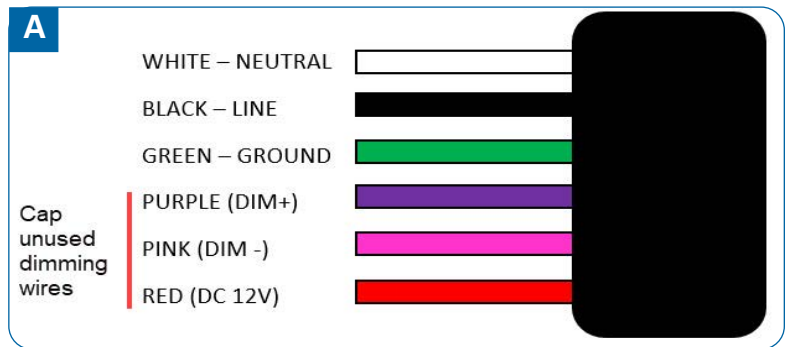 A
WHITE – NEUTRAL
BLACK – LINE
GREEN – GROUND
Cap
unused
dimming
wires
PURPLE (DIM+)
PINK (DIM -)
RED (DC 12V)